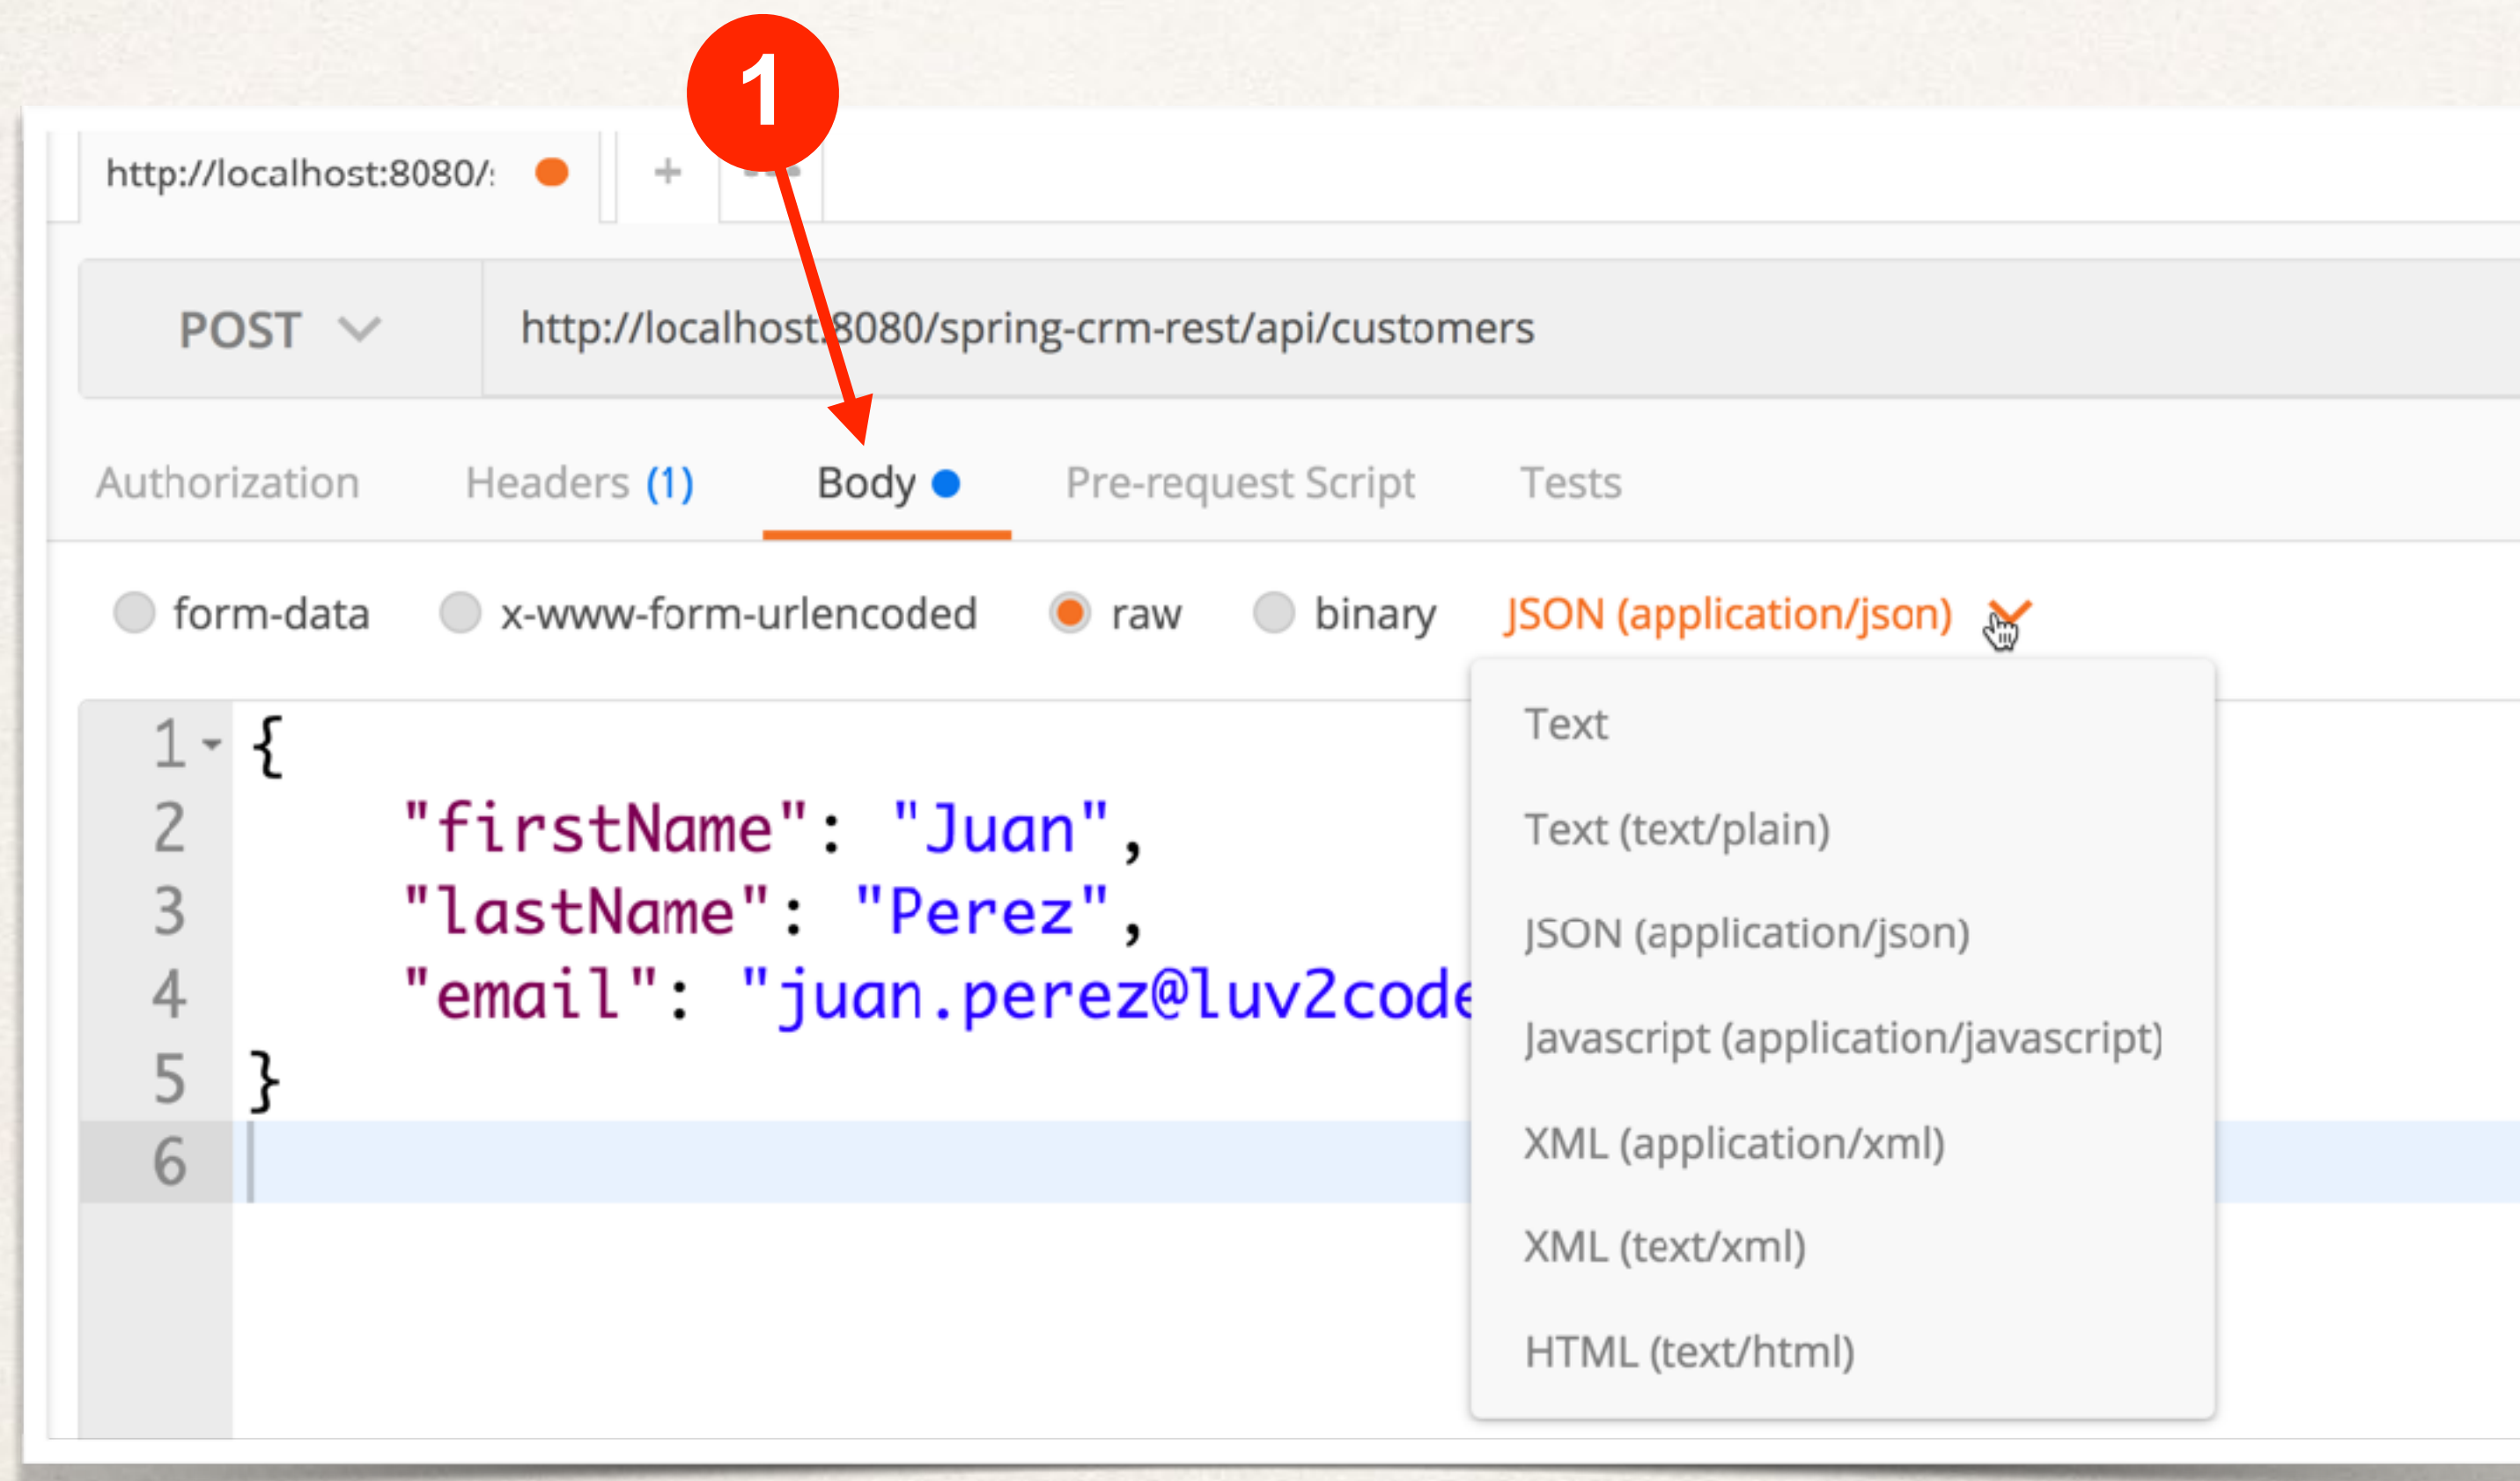 1
http://localhost:8080/
POST http://localhost:8080/spring-crm-rest/api/customers
Authorization Headers (1) Body Pre-request Script Tests
form-data x-www-form-urlencoded raw binary JSON (application/json)
1 {
2 "firstName": "Juan",
3 "lastName": "Perez",
4 "email": "juan.perez@luv2code
5 }
6
Text
Text (text/plain)
JSON (application/json)
Javascript (application/javascript)
XML (application/xml)
XML (text/xml)
HTML (text/html)